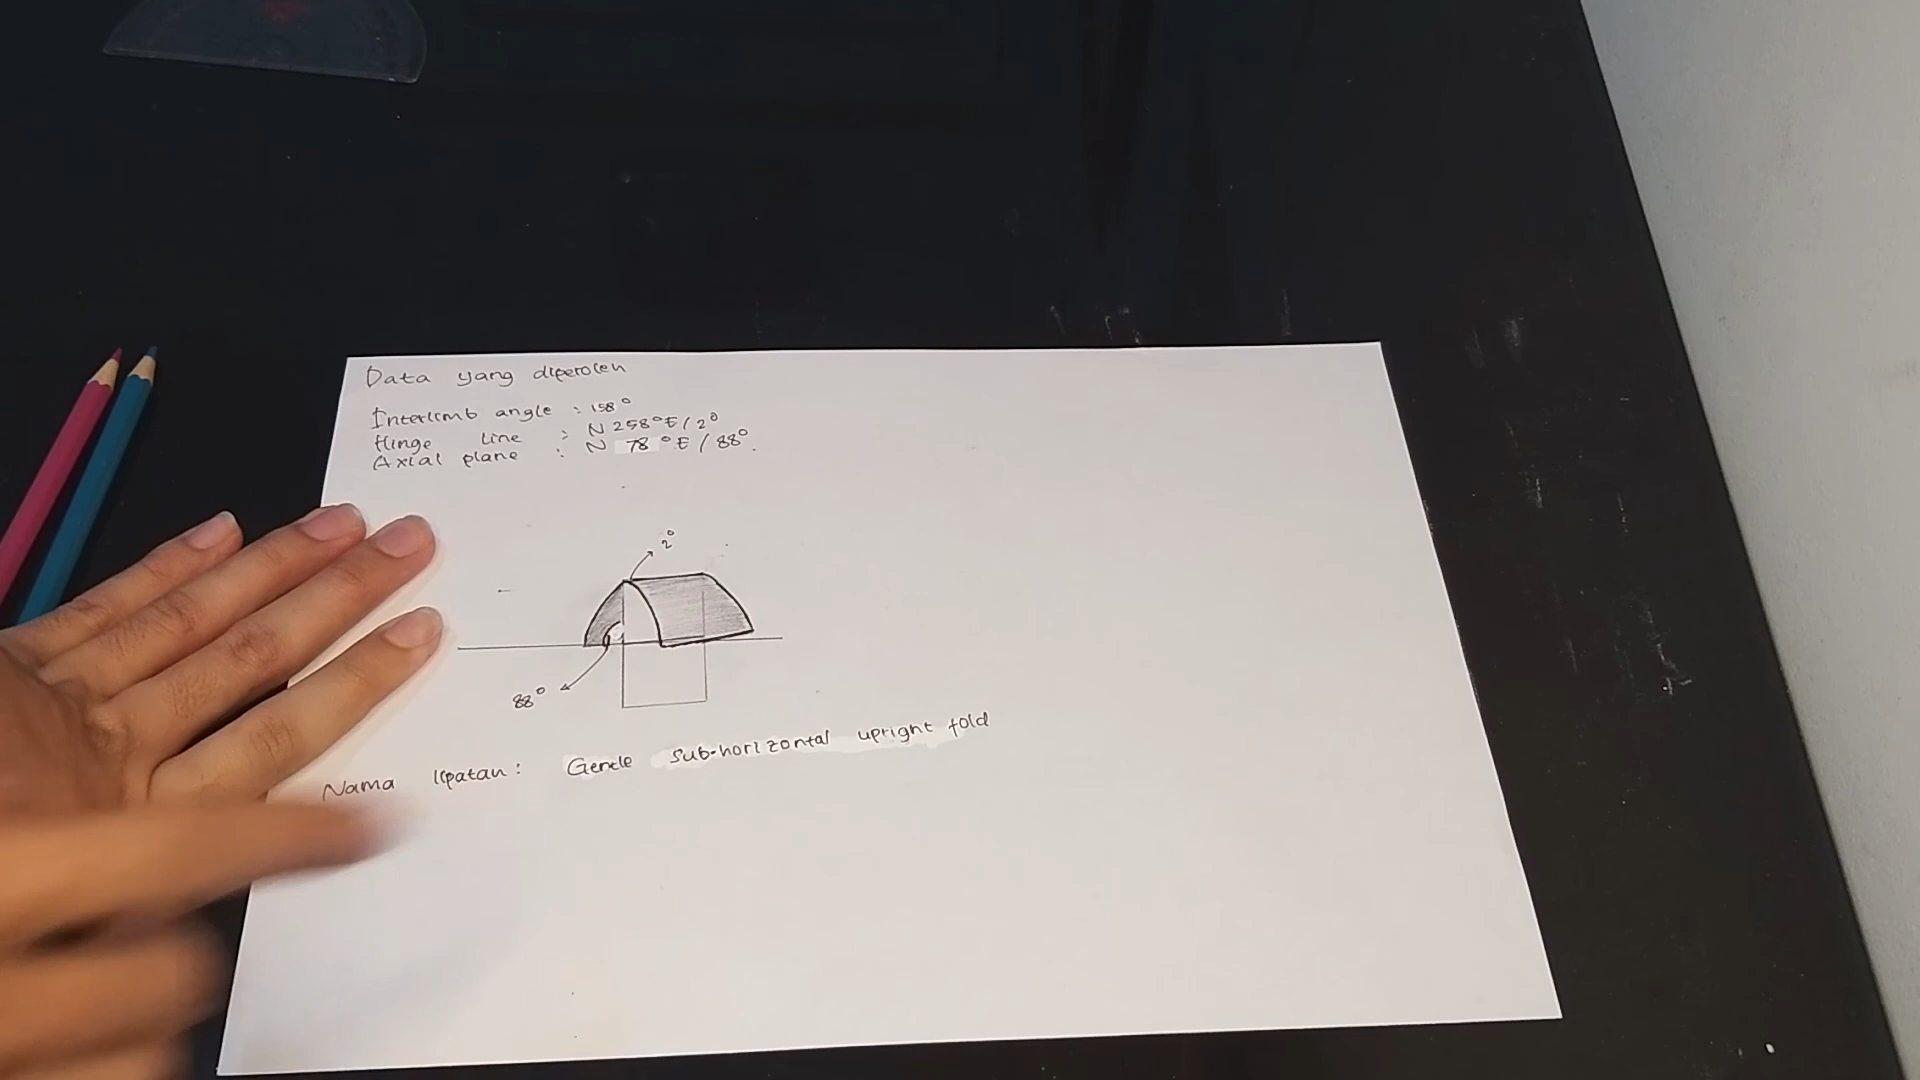 Data yang diperoleh
Interlimb angle : 158°
Hinge line : N 258°E / 2°
Axial plane : N 78 °E / 88°.
2°
88°
Nama lipatan : Gentle sub-horizontal upright fold